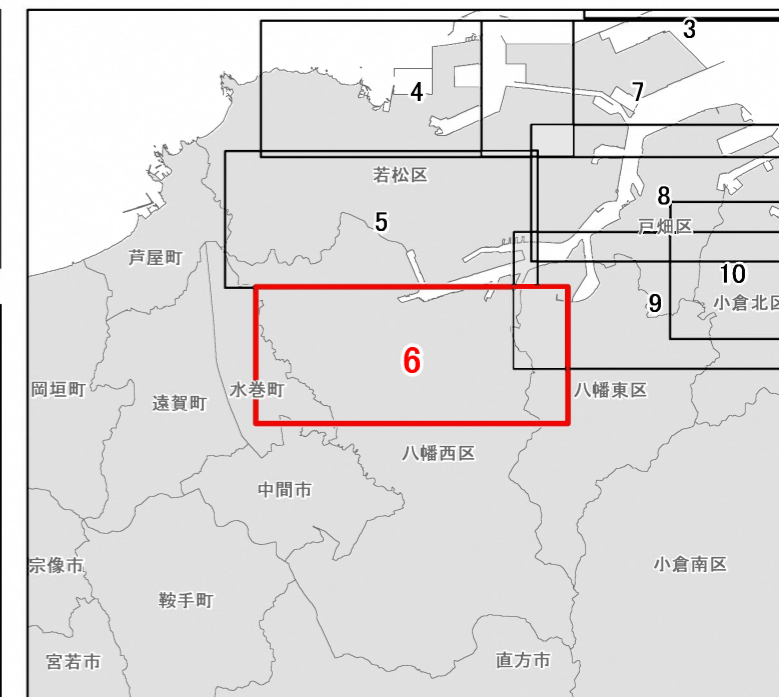 3
4
7
若松区
8
5
戸畑区
芦屋町
10
9
小倉北区
6
岡垣町
水巻町
八幡東区
遠賀町
八幡西区
中間市
宗像市
小倉南区
鞍手町
宮若市
直方市